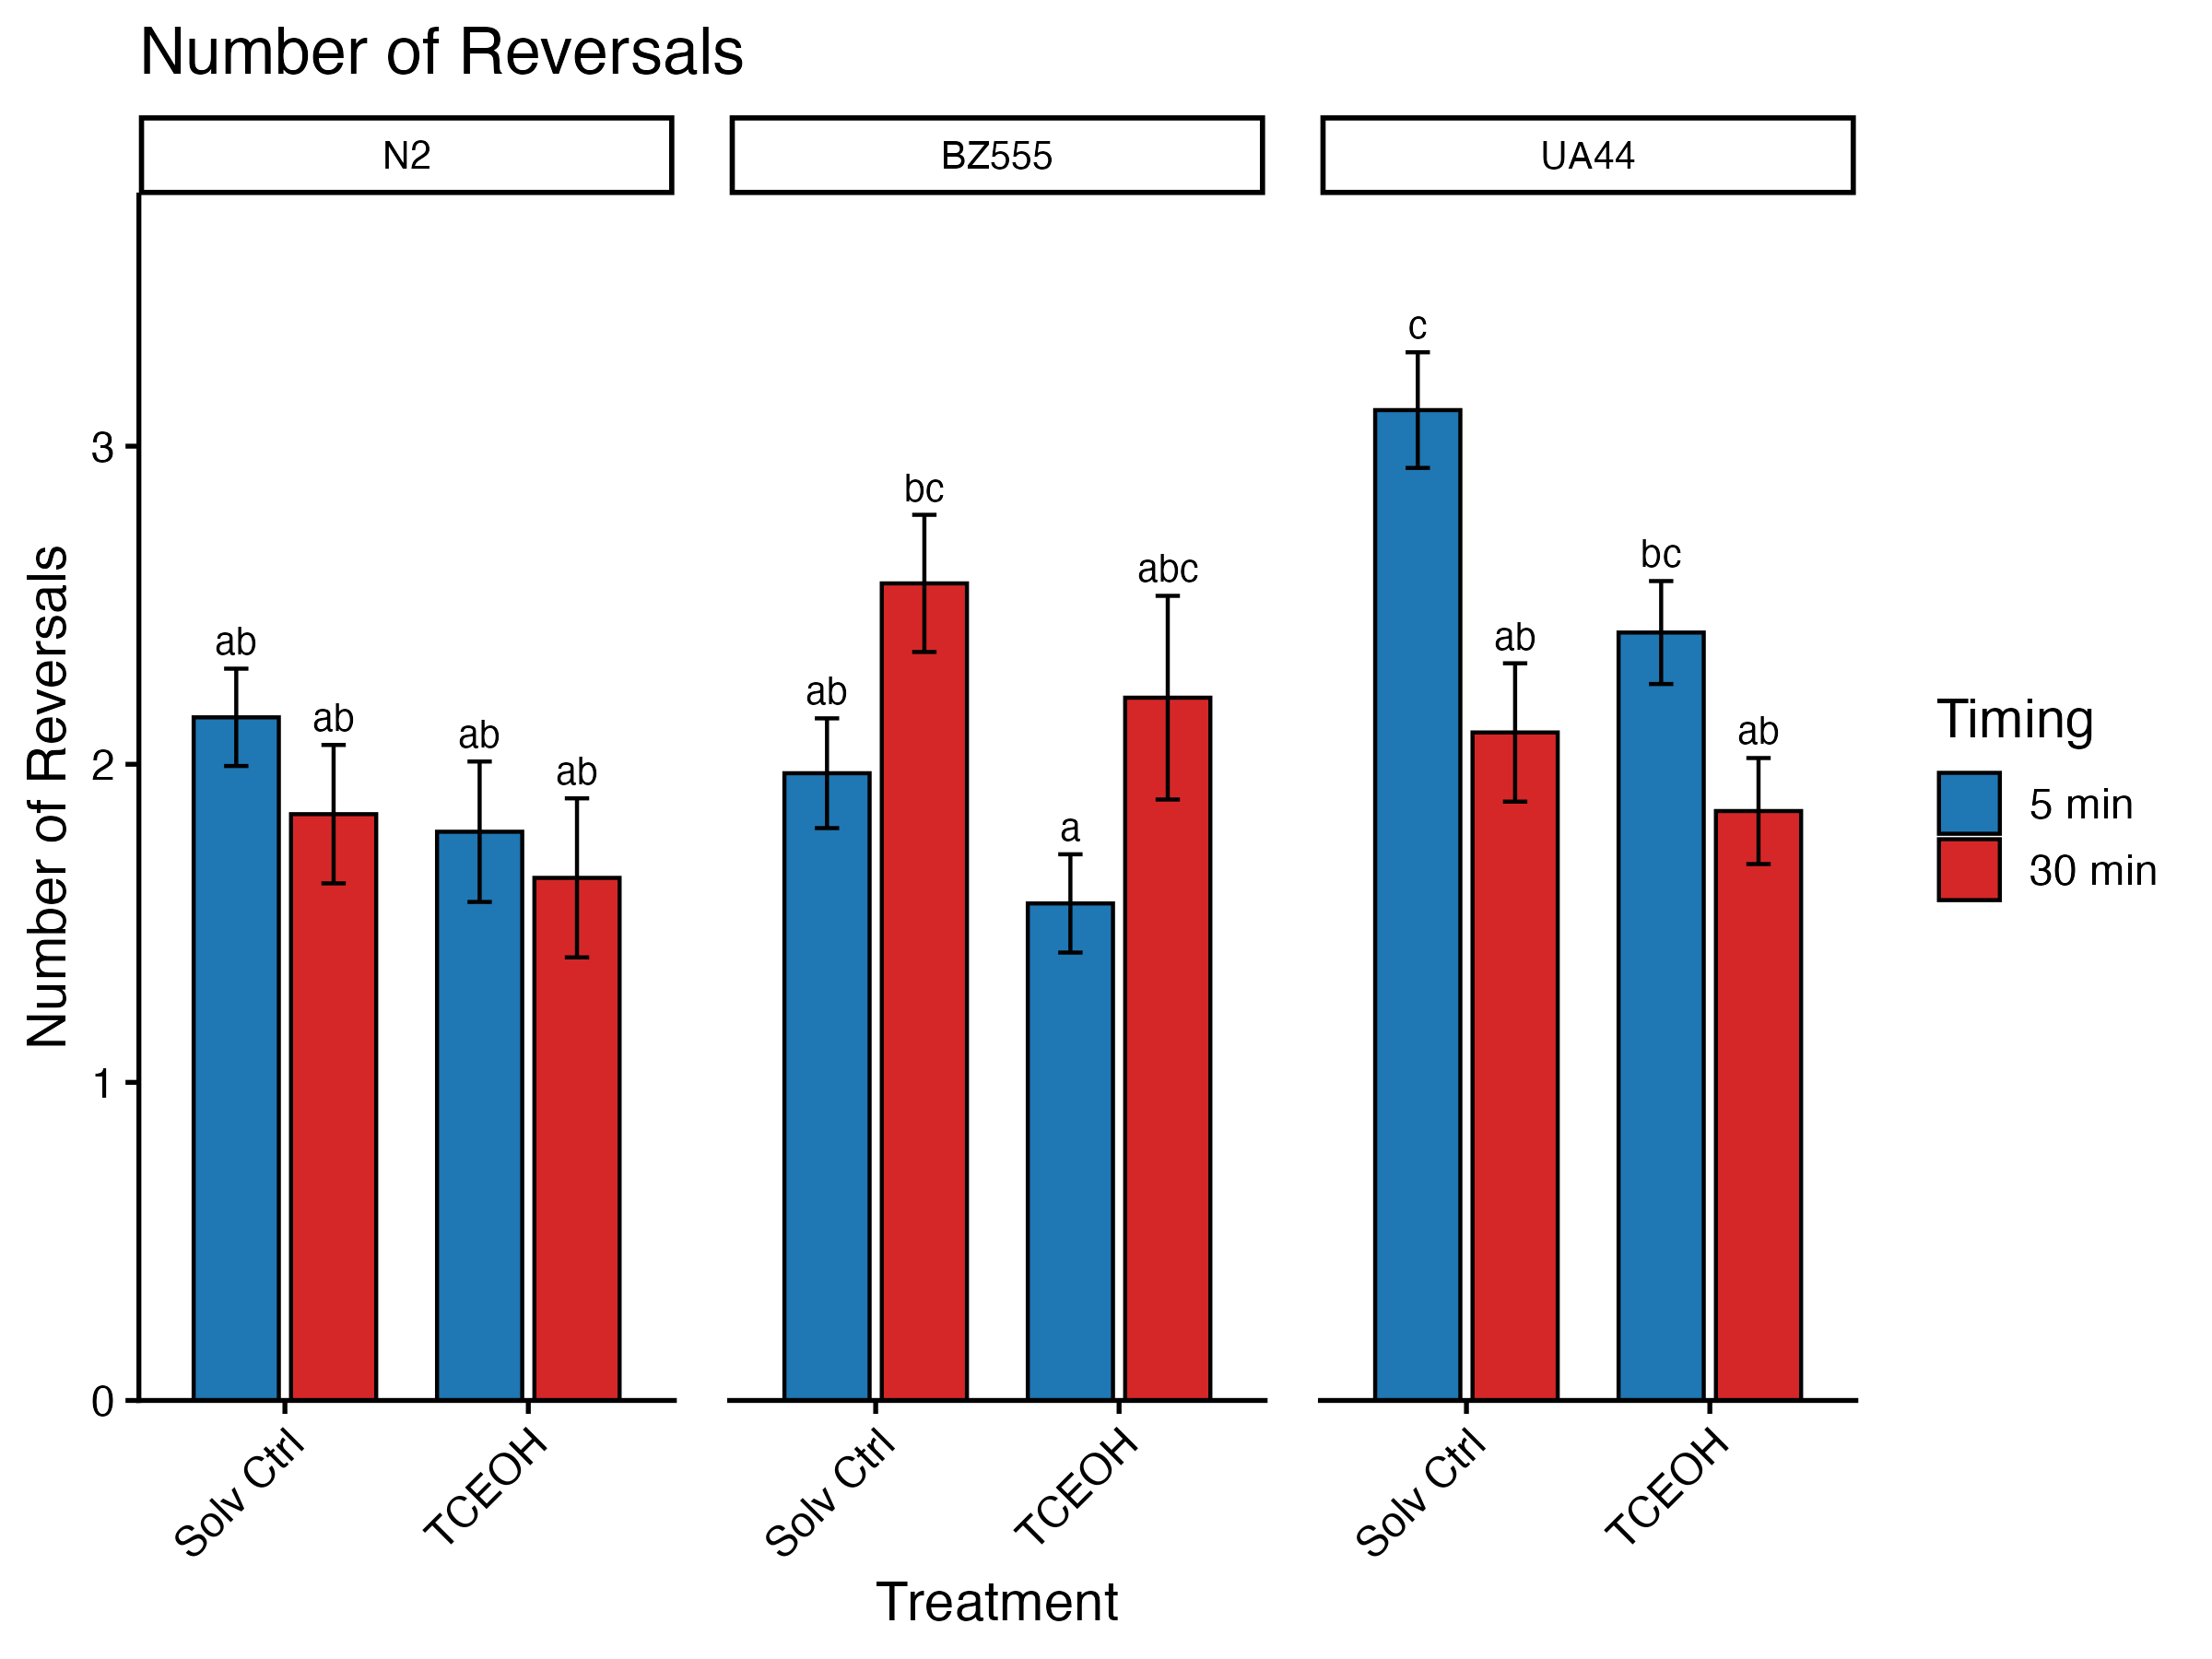 Number of Reversals
N2 BZ555 UA44
c
bc
abc
bc
ab
ab
ab
ab
ab
ab
ab
a
3
2
1
0
Number of Reversals
Solv Ctrl TCEOH Solv Ctrl TCEOH Solv Ctrl TCEOH
Treatment
Timing
5 min
30 min